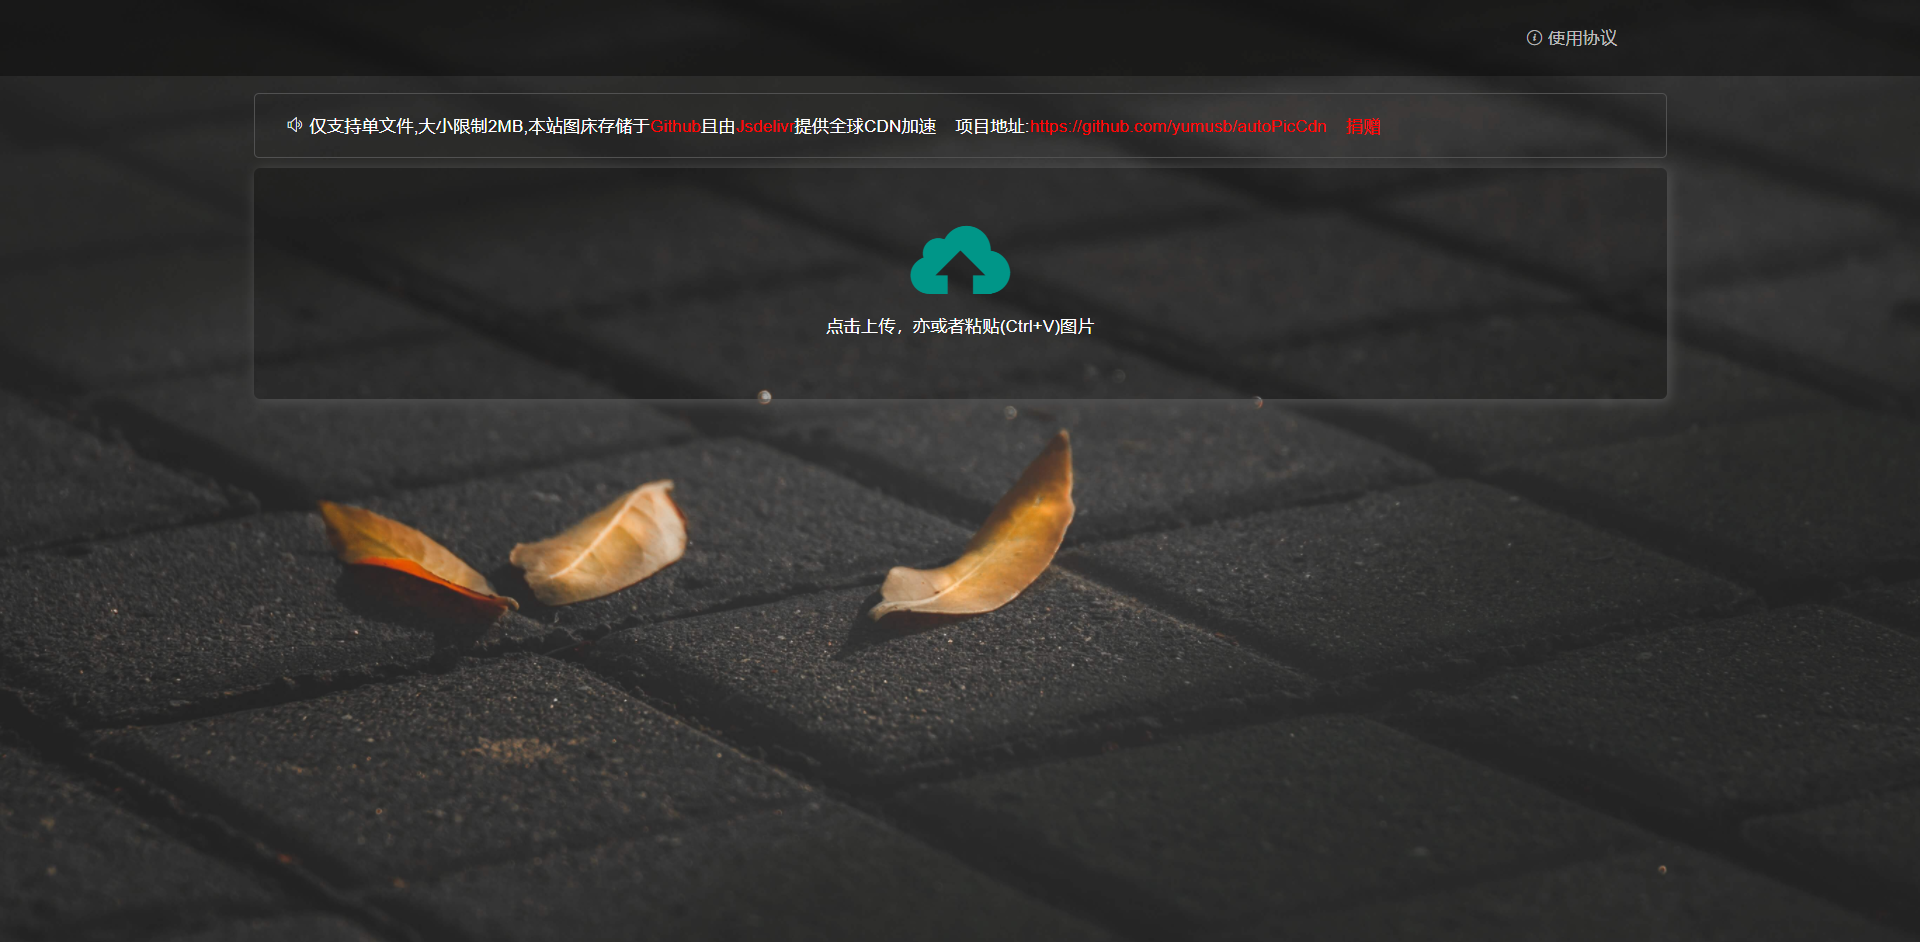 使用协议
仅支持单文件,大小限制2MB,本站图床存储于Github且由Jsdelivr提供全球CDN加速 项目地址:https://github.com/yumusb/autoPicCdn 捐赠
点击上传，亦或者粘贴(Ctrl+V)图片